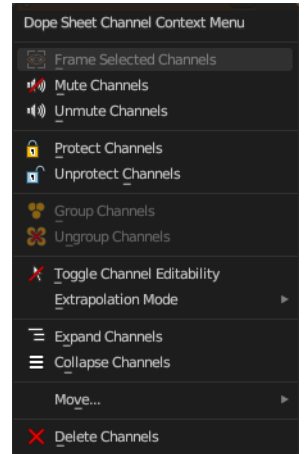 Dope Sheet Channel Context Menu
Frame Selected Channels
Mute Channels
Unmute Channels
Protect Channels
Unprotect Channels
Group Channels
Ungroup Channels
Toggle Channel Editability
Extrapolation Mode
Expand Channels
Collapse Channels
Move...
Delete Channels